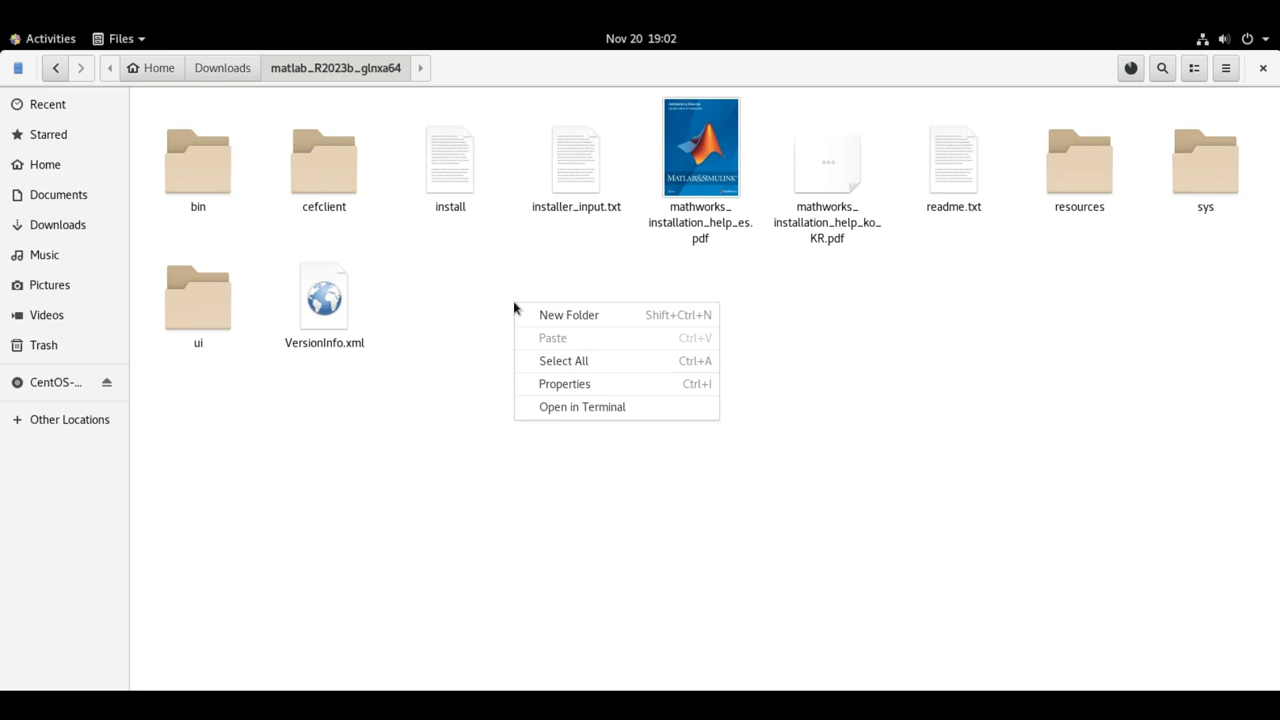 Activities
Files
Nov 20 19:02
Home
Downloads
matlab_R2023b_glnxa64
Recent
Starred
Home
Documents
Downloads
Music
Pictures
Videos
Trash
CentOS-...
Other Locations
bin
cefclient
install
installer_input.txt
MATLAB&SIMULINK
mathworks_
installation_help_es.
pdf
mathworks_
installation_help_ko_
KR.pdf
readme.txt
resources
sys
ui
VersionInfo.xml
New Folder Shift+Ctrl+N
Paste Ctrl+V
Select All Ctrl+A
Properties Ctrl+I
Open in Terminal